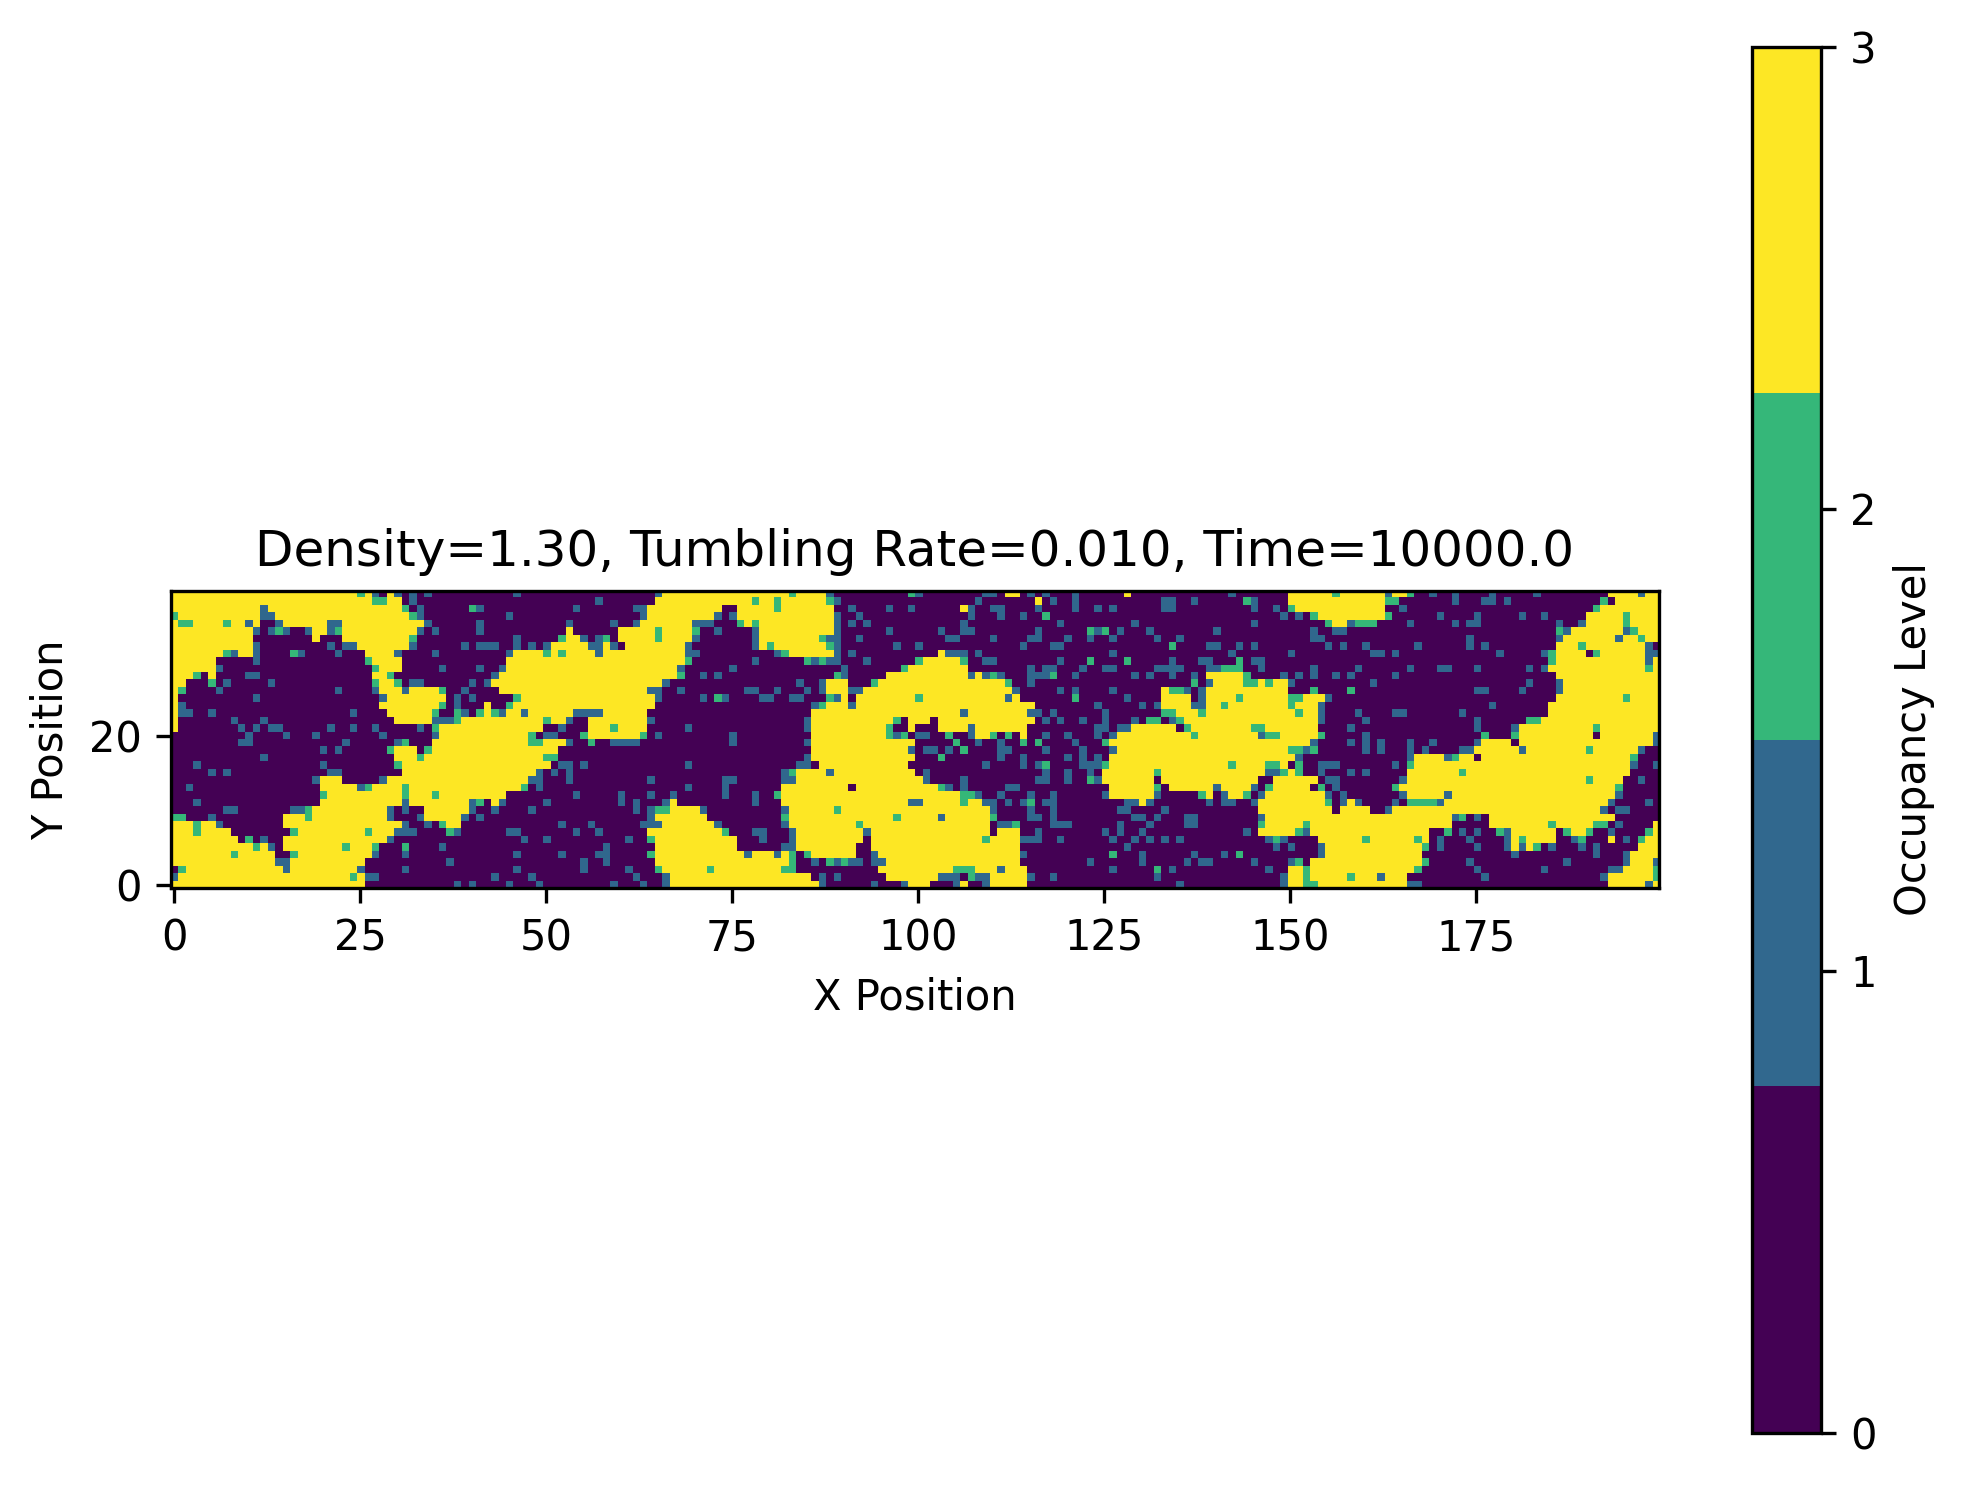 Density=1.30, Tumbling Rate=0.010, Time=10000.0
Y Position
20
0
0 25 50 75 100 125 150 175
X Position
3
2
1
0
Occupancy Level